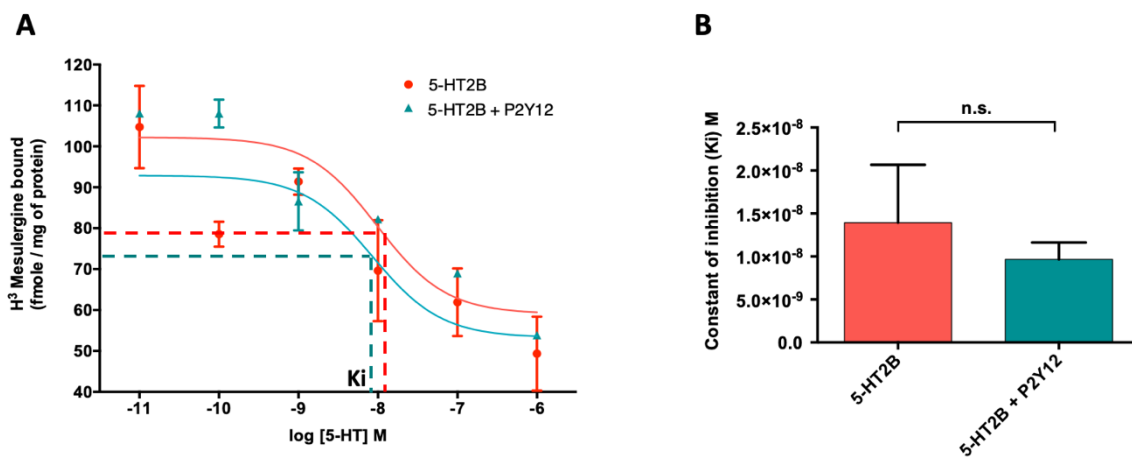 A
H³ Mesulergine bound
(fmole / mg of protein)
120
110
100
90
80
70
60
50
40
5-HT2B
5-HT2B + P2Y12
Ki
-11
-10
-9
-8
-7
-6
log [5-HT] M
B
Constant of inhibition (Ki) M
2.5×10⁻⁸
2.0×10⁻⁸
1.5×10⁻⁸
1.0×10⁻⁸
5.0×10⁻⁹
0.0
n.s.
5-HT2B
5-HT2B + P2Y12